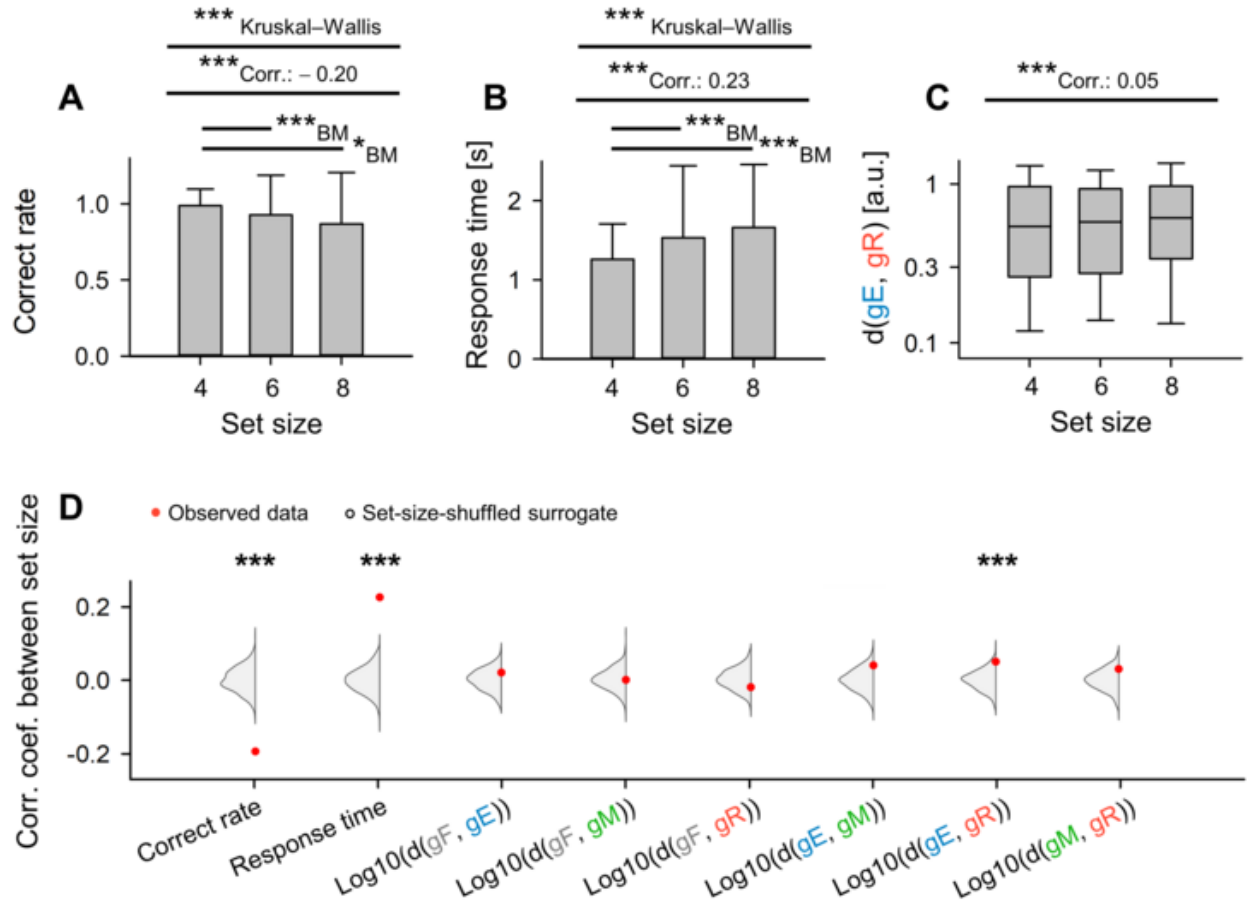 *** Kruskal–Wallis
***Corr.: – 0.20
A
***BM
*BM
Correct rate
1.0
0.5
0.0
4 6 8
Set size
*** Kruskal–Wallis
***Corr.: 0.23
B
***BM
***BM
Response time [s]
2
1
0
4 6 8
Set size
***Corr.: 0.05
C
d(gE, gR) [a.u.]
1
0.3
0.1
4 6 8
Set size
D
Observed data
Set-size-shuffled surrogate
*** *** ***
Corr. coef. between set size
0.2
0.0
-0.2
Correct rate
Response time
Log10(d(gF, gE))
Log10(d(gF, gM))
Log10(d(gF, gR))
Log10(d(gE, gM))
Log10(d(gE, gR))
Log10(d(gM, gR))